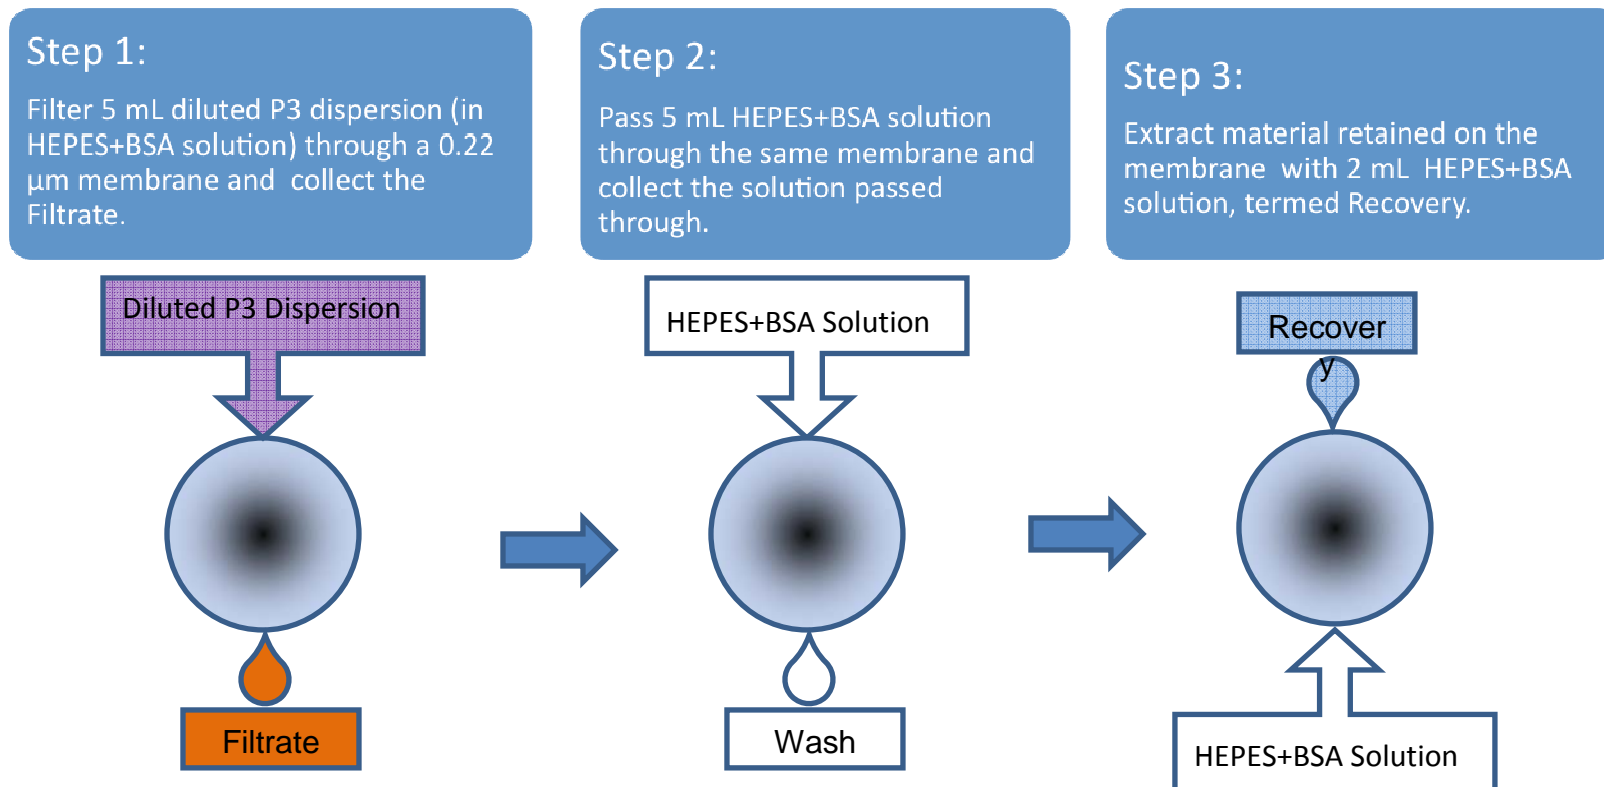 Step 1:
Filter 5 mL diluted P3 dispersion (in
HEPES+BSA solution) through a 0.22
μm membrane and  collect the
Filtrate.
Step 2:
Pass 5 mL HEPES+BSA solution
through the same membrane and
collect the solution passed
through.
Step 3:
Extract material retained on the
membrane  with 2 mL  HEPES+BSA
solution, termed Recovery.
Diluted P3 Dispersion
HEPES+BSA Solution
Recover
y
Filtrate
Wash
HEPES+BSA Solution